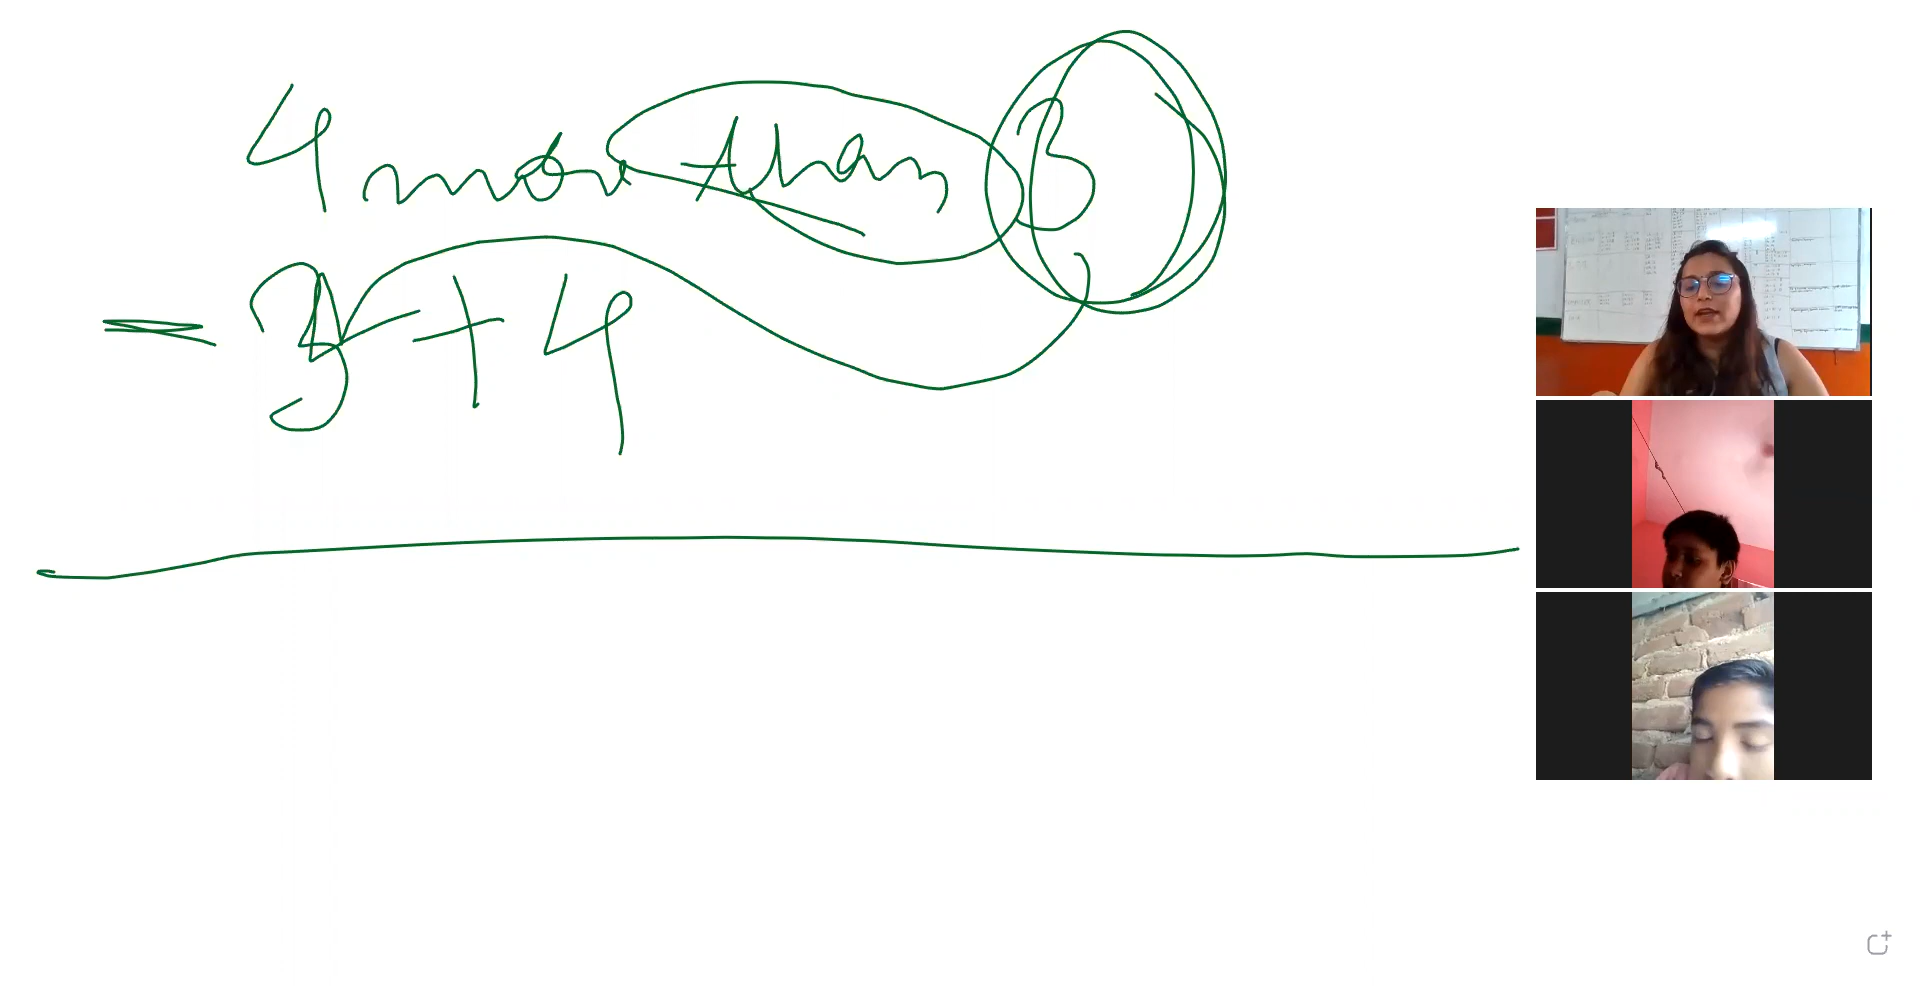 4 more than 3
= 3 + 4